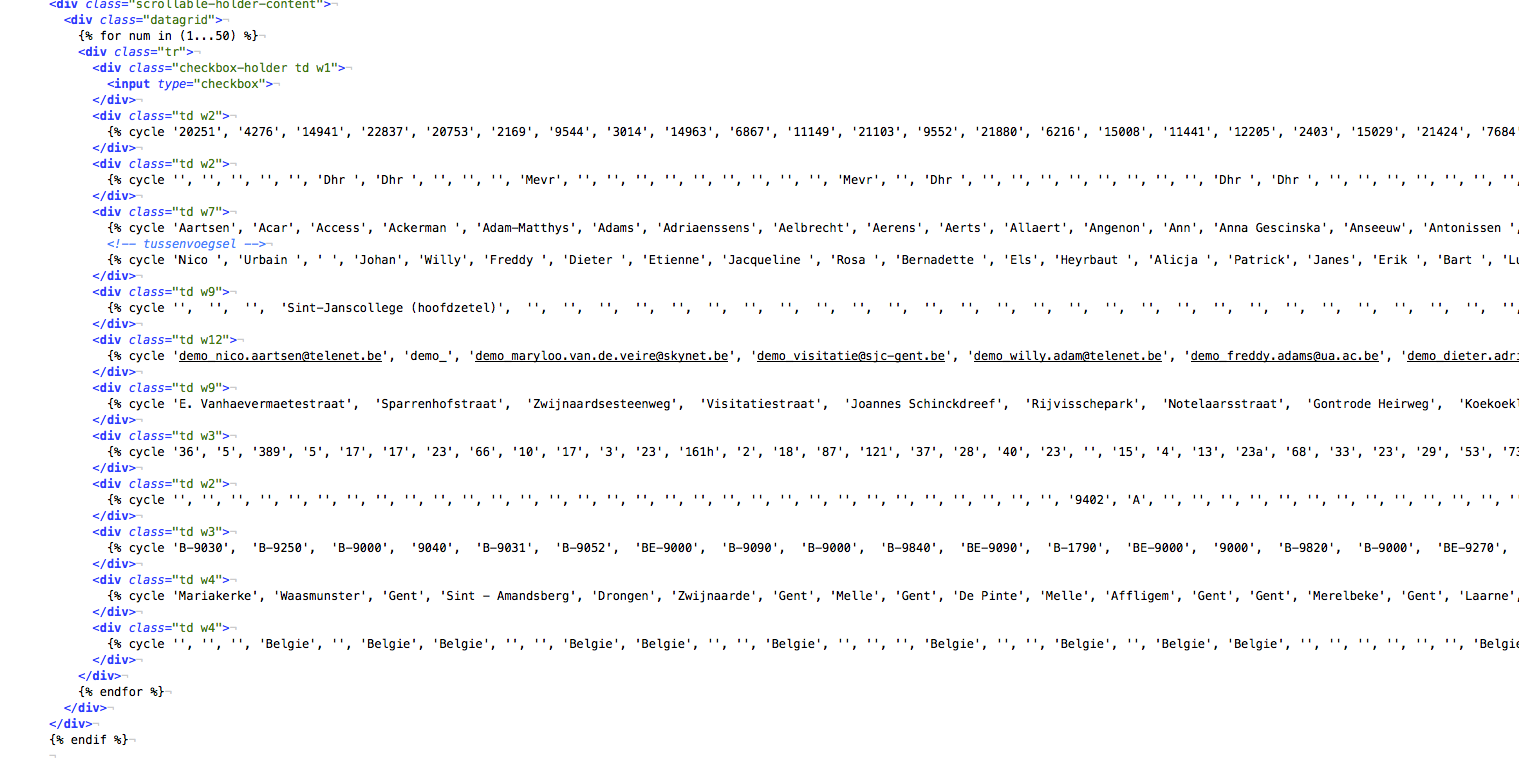 <div class="scrollable-holder-content">¬
<div class="datagrid">¬
{% for num in (1...50) %}¬
<div class="tr">¬
<div class="checkbox-holder td w1">¬
<input type="checkbox">¬
</div>¬
<div class="td w2">¬
{% cycle '20251', '4276', '14941', '22837', '20753', '2169', '9544', '3014', '14963', '6867', '11149', '21103', '9552', '21880', '6216', '15008', '11441', '12205', '2403', '15029', '21424', '7684'
</div>¬
<div class="td w2">¬
{% cycle '', '', '', '', '', 'Dhr ', 'Dhr ', '', '', '', 'Mevr', '', '', '', '', '', '', '', '', '', 'Mevr', '', 'Dhr ', '', '', '', '', '', '', '', '', 'Dhr ', 'Dhr ', '', '', '', '', '', '',
</div>¬
<div class="td w7">¬
{% cycle 'Aartsen', 'Acar', 'Access', 'Ackerman ', 'Adam-Matthys', 'Adams', 'Adriaenssens', 'Aelbrecht', 'Aerens', 'Aerts', 'Allaert', 'Angenon', 'Ann', 'Anna Gescinska', 'Anseeuw', 'Antonissen ',
<!-- tussenvoegsel -->¬
{% cycle 'Nico ', 'Urbain ', ' ', 'Johan', 'Willy', 'Freddy ', 'Dieter ', 'Etienne', 'Jacqueline ', 'Rosa ', 'Bernadette ', 'Els', 'Heyrbaut ', 'Alicja ', 'Patrick', 'Janes', 'Erik ', 'Bart ', 'Lu
</div>¬
<div class="td w9">¬
{% cycle '', '', '', 'Sint-Janscollege (hoofdzetel)', '', '', '', '', '', '', '', '', '', '', '', '', '', '', '', '', '', '', '', '', '', '', '', '',
</div>¬
<div class="td w12">¬
{% cycle 'demo_nico.aartsen@telenet.be', 'demo_', 'demo_maryloo.van.de.veire@skynet.be', 'demo_visitatie@sjc-gent.be', 'demo_willy.adam@telenet.be', 'demo_freddy.adams@ua.ac.be', 'demo_dieter.adri
</div>¬
<div class="td w9">¬
{% cycle 'E. Vanhaevermaetestraat', 'Sparrenhofstraat', 'Zwijnaardsesteenweg', 'Visitatiestraat', 'Joannes Schinckdreef', 'Rijvisschepark', 'Notelaarsstraat', 'Gontrode Heirweg', 'Koekoekl
</div>¬
<div class="td w3">¬
{% cycle '36', '5', '389', '5', '17', '17', '23', '66', '10', '17', '3', '23', '161h', '2', '18', '87', '121', '37', '28', '40', '23', '', '15', '4', '13', '23a', '68', '33', '23', '29', '53', '73
</div>¬
<div class="td w2">¬
{% cycle '', '', '', '', '', '', '', '', '', '', '', '', '', '', '', '', '', '', '', '', '', '', '', '', '', '', '', '', '', '', '', '9402', 'A', '', '', '', '', '', '', '', '', '', '', '', '', ''
</div>¬
<div class="td w3">¬
{% cycle 'B-9030', 'B-9250', 'B-9000', '9040', 'B-9031', 'B-9052', 'BE-9000', 'B-9090', 'B-9000', 'B-9840', 'BE-9090', 'B-1790', 'BE-9000', '9000', 'B-9820', 'B-9000', 'BE-9270',
</div>¬
<div class="td w4">¬
{% cycle 'Mariakerke', 'Waasmunster', 'Gent', 'Sint - Amandsberg', 'Drongen', 'Zwijnaarde', 'Gent', 'Melle', 'Gent', 'De Pinte', 'Melle', 'Affligem', 'Gent', 'Gent', 'Merelbeke', 'Gent', 'Laarne',
</div>¬
<div class="td w4">¬
{% cycle '', '', '', 'Belgie', '', 'Belgie', 'Belgie', '', '', 'Belgie', 'Belgie', '', '', 'Belgie', '', '', '', 'Belgie', '', '', 'Belgie', '', 'Belgie', 'Belgie', '', '', '', '', '', '', 'Belgie
</div>¬
</div>¬
{% endfor %}¬
</div>¬
</div>¬
{% endif %}¬
¬